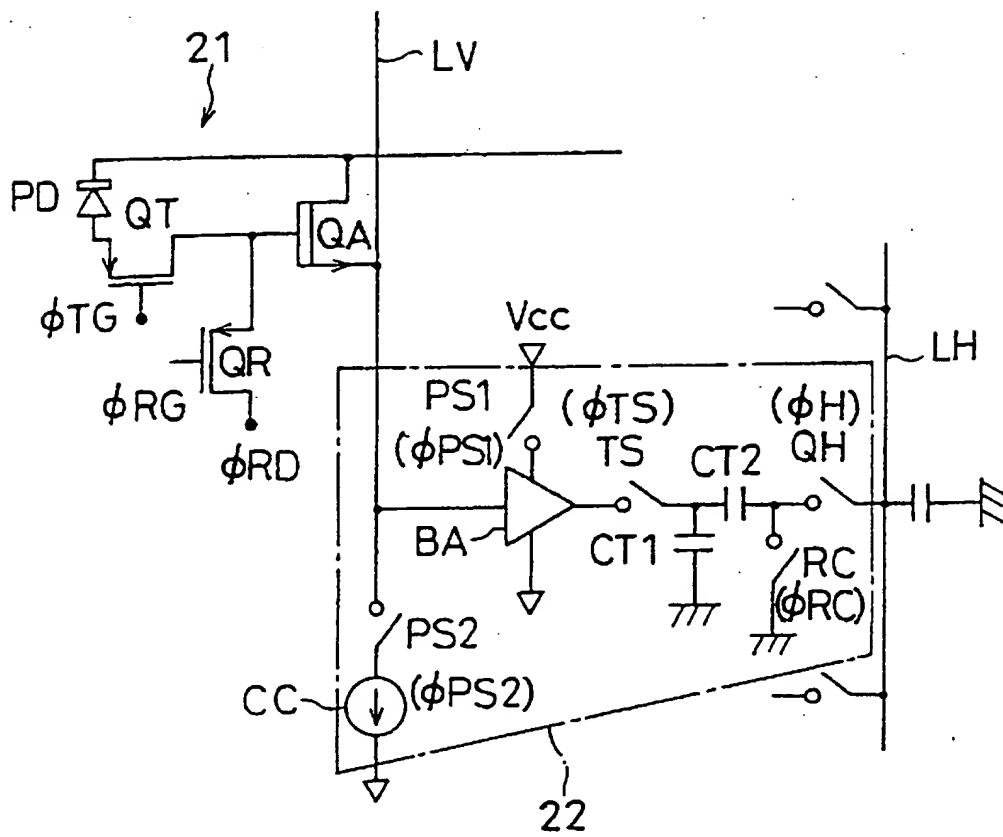 21
LV
PD
QT
QA
ϕTG
QR
ϕRG
ϕRD
Vcc
LH
PS1
(ϕPS1)
(ϕTS)
TS
(ϕH)
QH
CT2
BA
CT1
RC
(ϕRC)
PS2
CC
(ϕPS2)
22